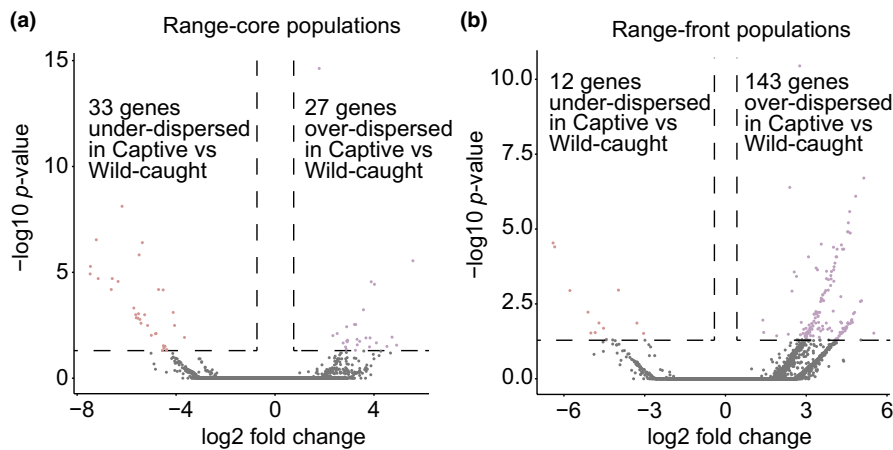 (a)
Range-core populations
15
33 genes
under-dispersed
in Captive vs
Wild-caught
27 genes
over-dispersed
in Captive vs
Wild-caught
10
5
0
−log10 p-value
−8
−4
0
4
log2 fold change
(b)
Range-front populations
10.0
12 genes
under-dispersed
in Captive vs
Wild-caught
143 genes
over-dispersed
in Captive vs
Wild-caught
7.5
5.0
2.5
0.0
−log10 p-value
−6
−3
0
3
6
log2 fold change